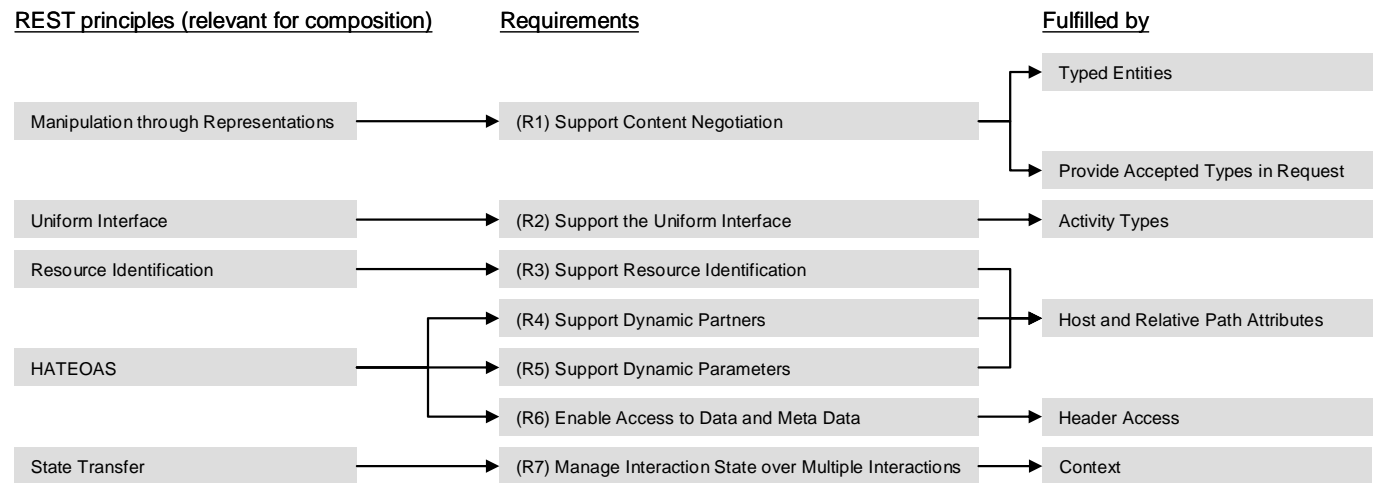 REST principles (relevant for composition) Requirements Fulfilled by
Typed Entities
Manipulation through Representations (R1) Support Content Negotiation
Provide Accepted Types in Request
Uniform Interface (R2) Support the Uniform Interface Activity Types
Resource Identification (R3) Support Resource Identification
(R4) Support Dynamic Partners Host and Relative Path Attributes
HATEOAS (R5) Support Dynamic Parameters
(R6) Enable Access to Data and Meta Data Header Access
State Transfer (R7) Manage Interaction State over Multiple Interactions Context